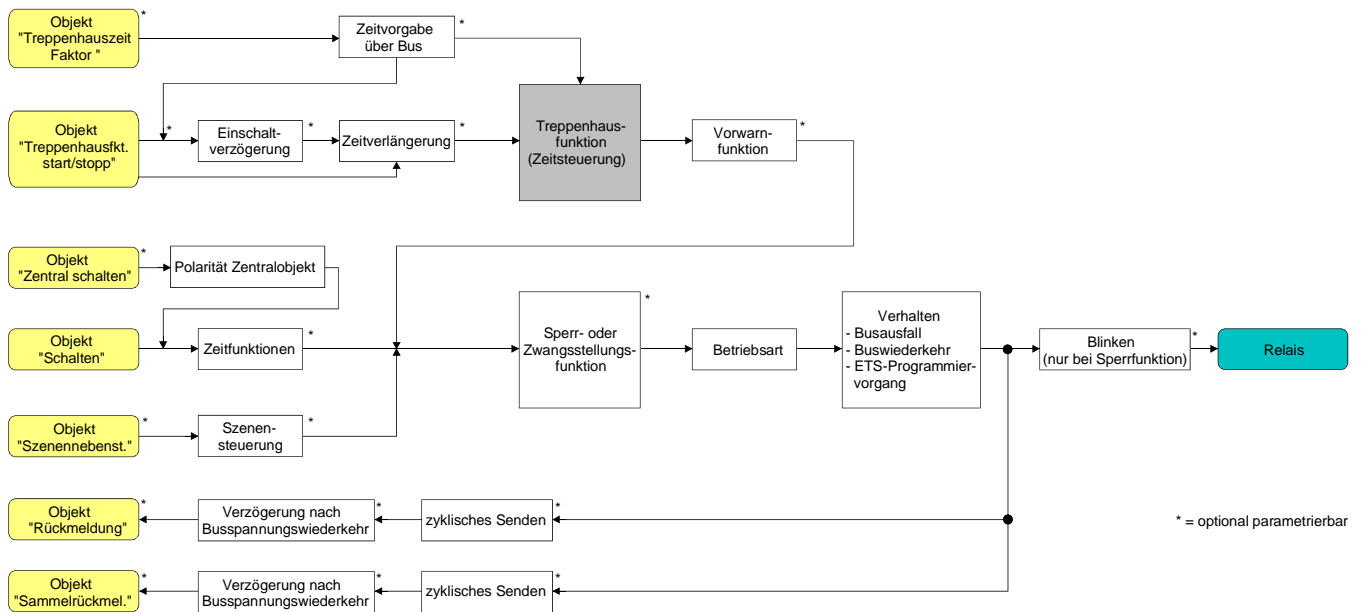 Objekt
"Treppenhauszeit
Faktor "
*
Zeitvorgabe
über Bus
*
Objekt
"Treppenhausfkt.
start/stopp"
*
Einschalt-
verzögerung
*
Zeitverlängerung
*
Treppenhaus-
funktion
(Zeitsteuerung)
Vorwarn-
funktion
*
Objekt
"Zentral schalten"
*
Polarität Zentralobjekt
Objekt
"Schalten"
Zeitfunktionen
*
Sperr- oder
Zwangsstellungs-
funktion
*
Betriebsart
Verhalten
- Busausfall
- Buswiederkehr
- ETS-Programmier-
vorgang
Blinken
(nur bei Sperrfunktion)
*
Relais
Objekt
"Szenennebenst."
*
Szenen-
steuerung
*
Objekt
"Rückmeldung"
*
Verzögerung nach
Busspannungswiederkehr
*
zyklisches Senden
*
* = optional parametrierbar
Objekt
"Sammelrückmel."
*
Verzögerung nach
Busspannungswiederkehr
*
zyklisches Senden
*